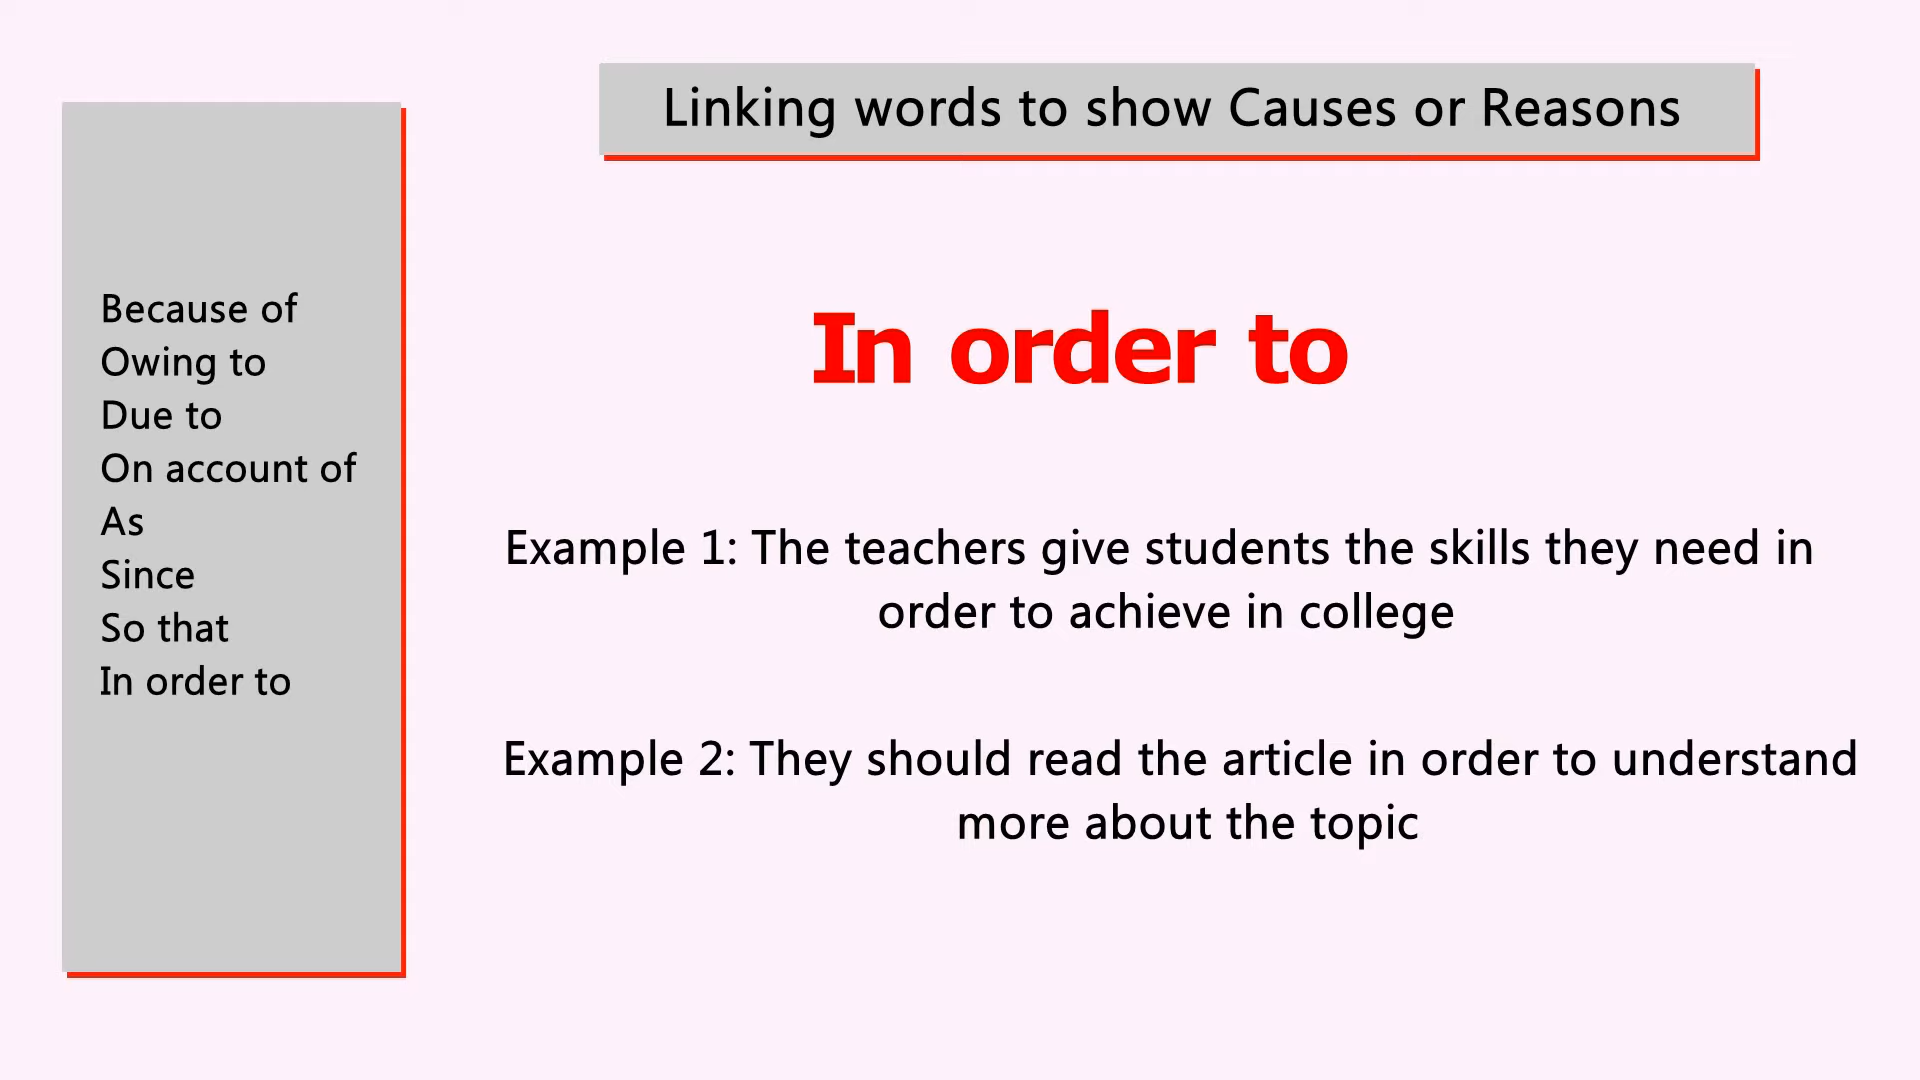 Linking words to show Causes or Reasons
Because of
Owing to
Due to
On account of
As
Since
So that
In order to
In order to
Example 1: The teachers give students the skills they need in
order to achieve in college
Example 2: They should read the article in order to understand
more about the topic